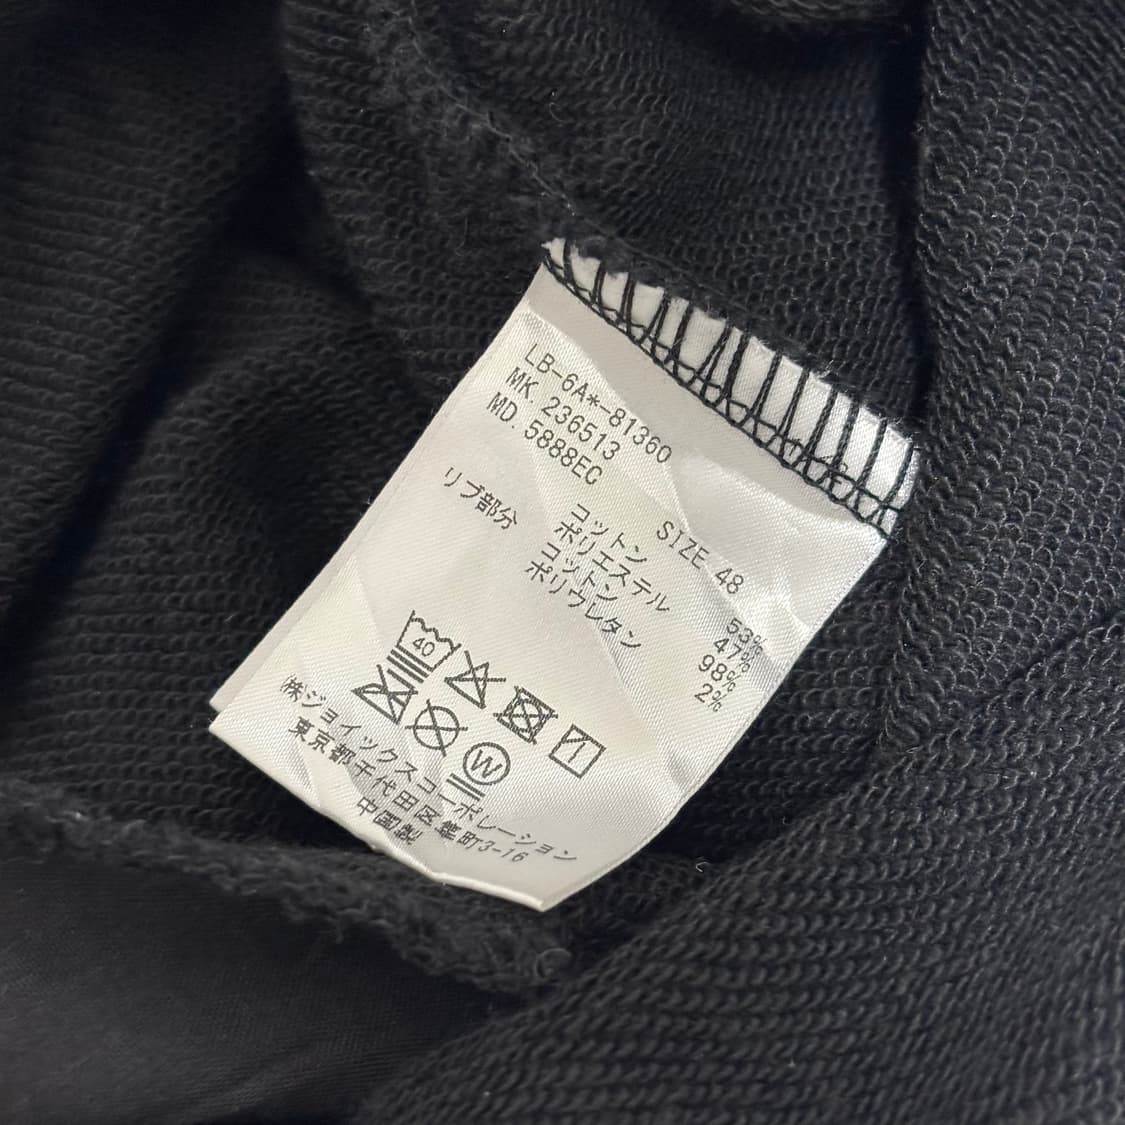 LB-6A*-81360
MK. 236513
MD. 5888EC
SIZE 48
コットン 53%
ポリエステル 47%
リブ部分 コットン 98%
ポリウレタン 2%
40
W
㈱ジョイックスコーポレーション
東京都千代田区隼町3-16
中国製